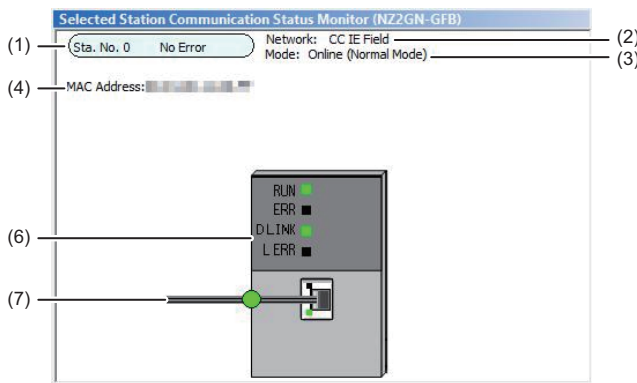 Selected Station Communication Status Monitor (NZ2GN-GFB)
(1) Sta. No. 0 No Error Network: CC IE Field (2)
Mode: Online (Normal Mode) (3)
(4) MAC Address:
RUN
ERR
(6) D LINK
L ERR
(7)